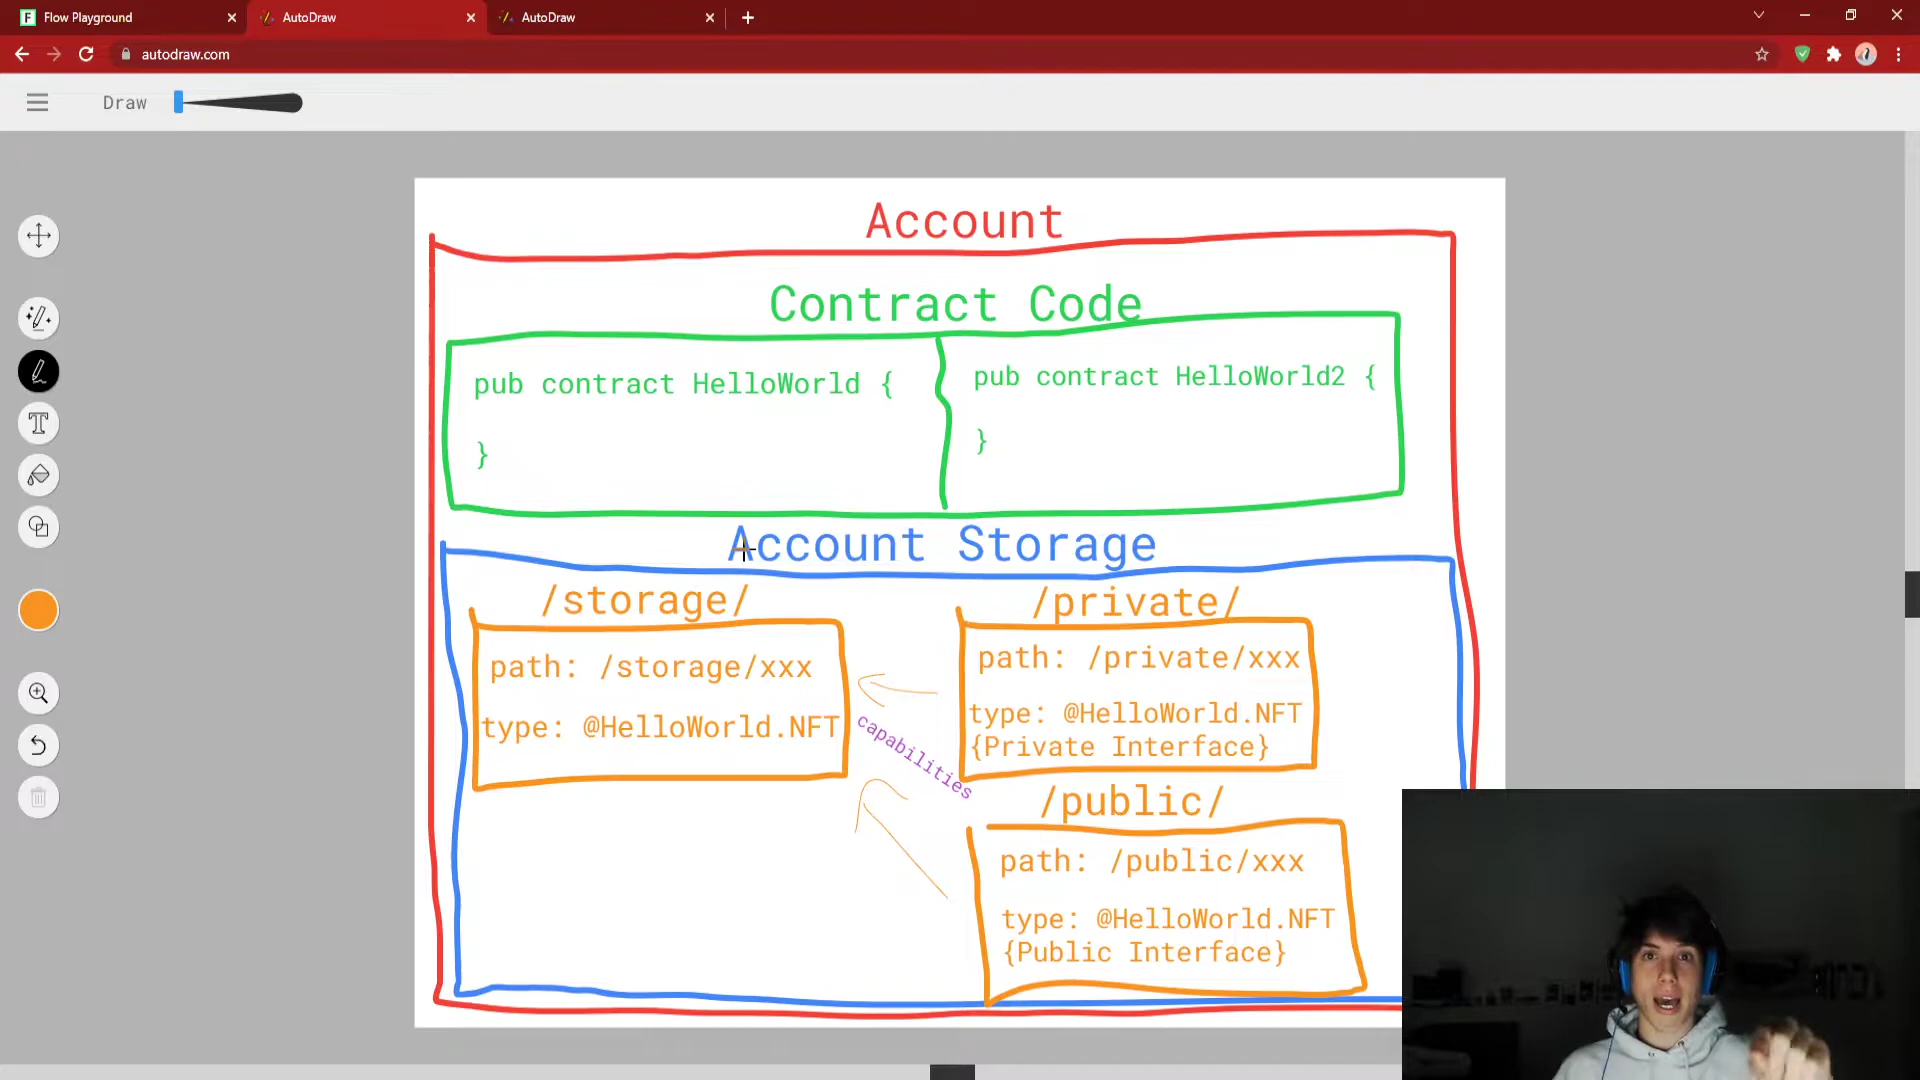 Flow Playground
AutoDraw
AutoDraw
autodraw.com
Draw
Account
Contract Code
pub contract HelloWorld {
}
pub contract HelloWorld2 {
}
Account Storage
/storage/
path: /storage/xxx
type: @HelloWorld.NFT
capabilities
/private/
path: /private/xxx
type: @HelloWorld.NFT
{Private Interface}
/public/
path: /public/xxx
type: @HelloWorld.NFT
{Public Interface}